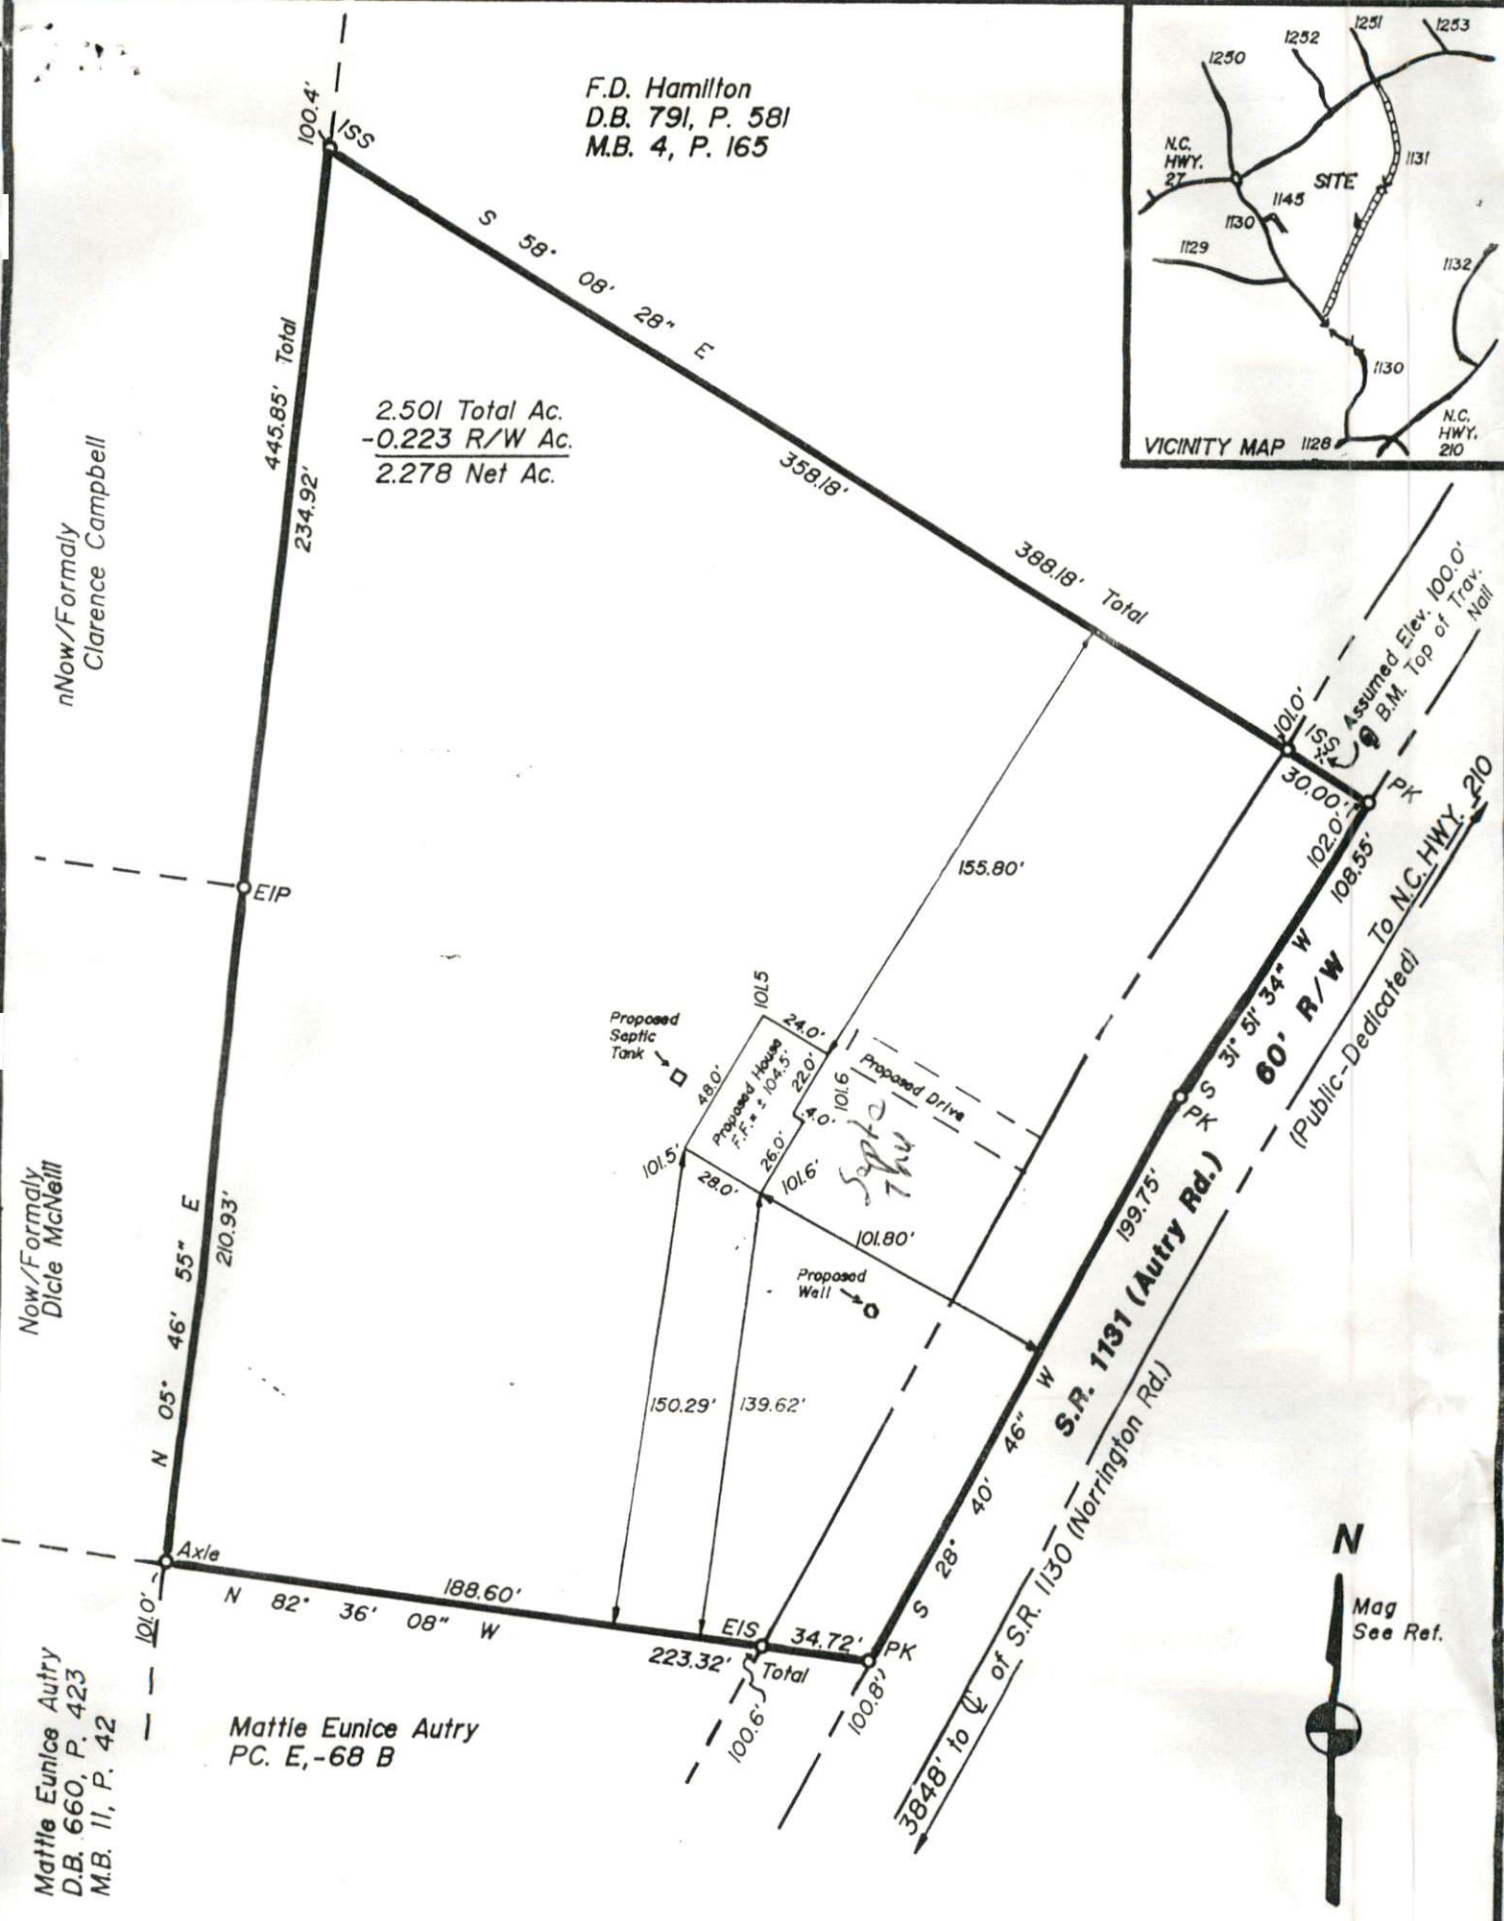 F.D. Hamilton
D.B. 791, P. 581
M.B. 4, P. 165
1250
1252
1251
1253
N.C.
HWY.
27
SITE
1131
1145
1130
1129
1132
1130
N.C.
HWY.
210
VICINITY MAP
1128
100.4'
ISS
S 58° 08' 28" E
358.18'
388.18' Total
445.85' Total
234.92'
2.501 Total Ac.
-0.223 R/W Ac.
2.278 Net Ac.
nNow/Formaly
Clarence Campbell
Assumed Elev. 100.0'
B.M. Top of Trav.
Nail
101.0'
ISS
30.00'
PK
102.0'
108.55'
To N.C. HWY. 210
155.80'
EIP
S 31° 51' 34" W
60' R/W
(Public-Dedicated)
PK
Proposed
Septic
Tank
101.5
24.0'
48.0'
Proposed House
F.F. = ± 104.5'
22.0'
101.6
4.0'
26.0'
Proposed Drive
101.5'
28.0'
101.6'
Septic
Thu
101.80'
Proposed
Well
199.75'
S.R. 1131 (Autry Rd.)
Now/Formaly
Dicie McNeill
N 05° 46' 55" E
210.93'
150.29'
139.62'
S 28° 40' 46" W
3848' to ℄ of S.R. 1130 (Norrington Rd.)
Axle
101.0'
188.60'
N 82° 36' 08" W
EIS
34.72'
PK
223.32'
Total
100.6'
100.8'
N
Mag
See Ref.
Mattie Eunice Autry
D.B. 660, P. 423
M.B. 11, P. 42
Mattie Eunice Autry
PC. E,-68 B